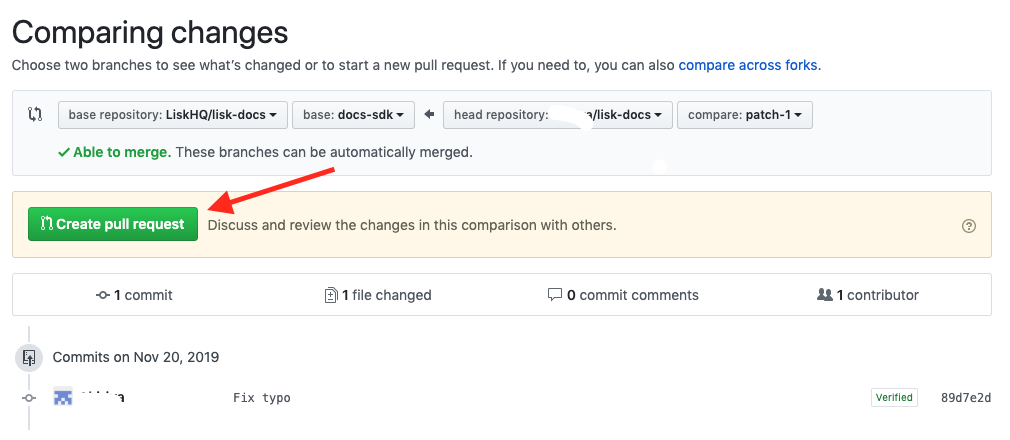 Comparing changes
Choose two branches to see what's changed or to start a new pull request. If you need to, you can also compare across forks.
base repository: LiskHQ/lisk-docs base: docs-sdk head repository: /lisk-docs compare: patch-1
Able to merge. These branches can be automatically merged.
Create pull request Discuss and review the changes in this comparison with others.
1 commit 1 file changed 0 commit comments 1 contributor
Commits on Nov 20, 2019
Fix typo Verified 89d7e2d